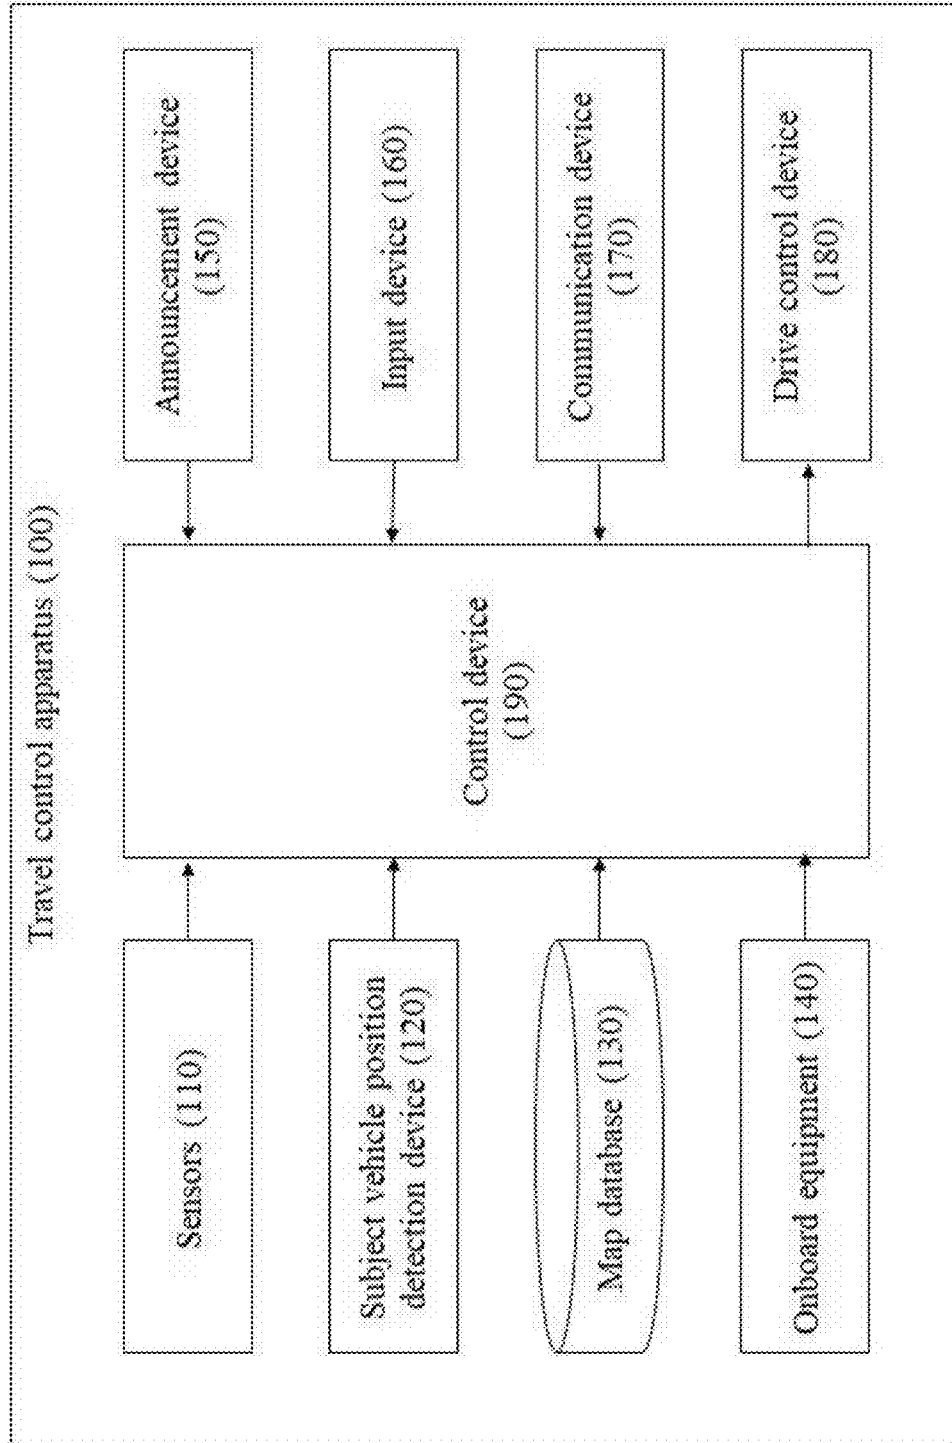 Travel control apparatus (100)
Sensors (110)
Subject vehicle position
detection device (120)
Map database (130)
Onboard equipment (140)
Control device
(190)
Announcement device
(150)
Input device (160)
Communication device
(170)
Drive control device
(180)